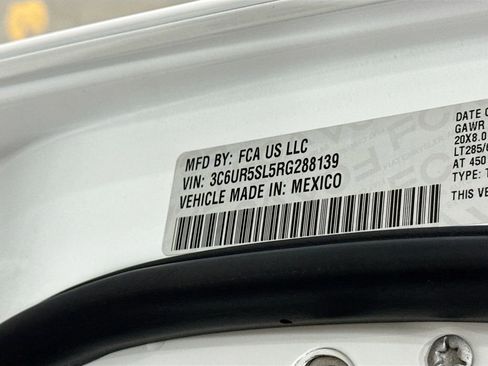 MFD BY: FCA US LLC
VIN: 3C6UR5SL5RG288139
VEHICLE MADE IN: MEXICO
DATE O
GAWR
20X8.0
LT285/6
AT 450
TYPE: T
THIS VE